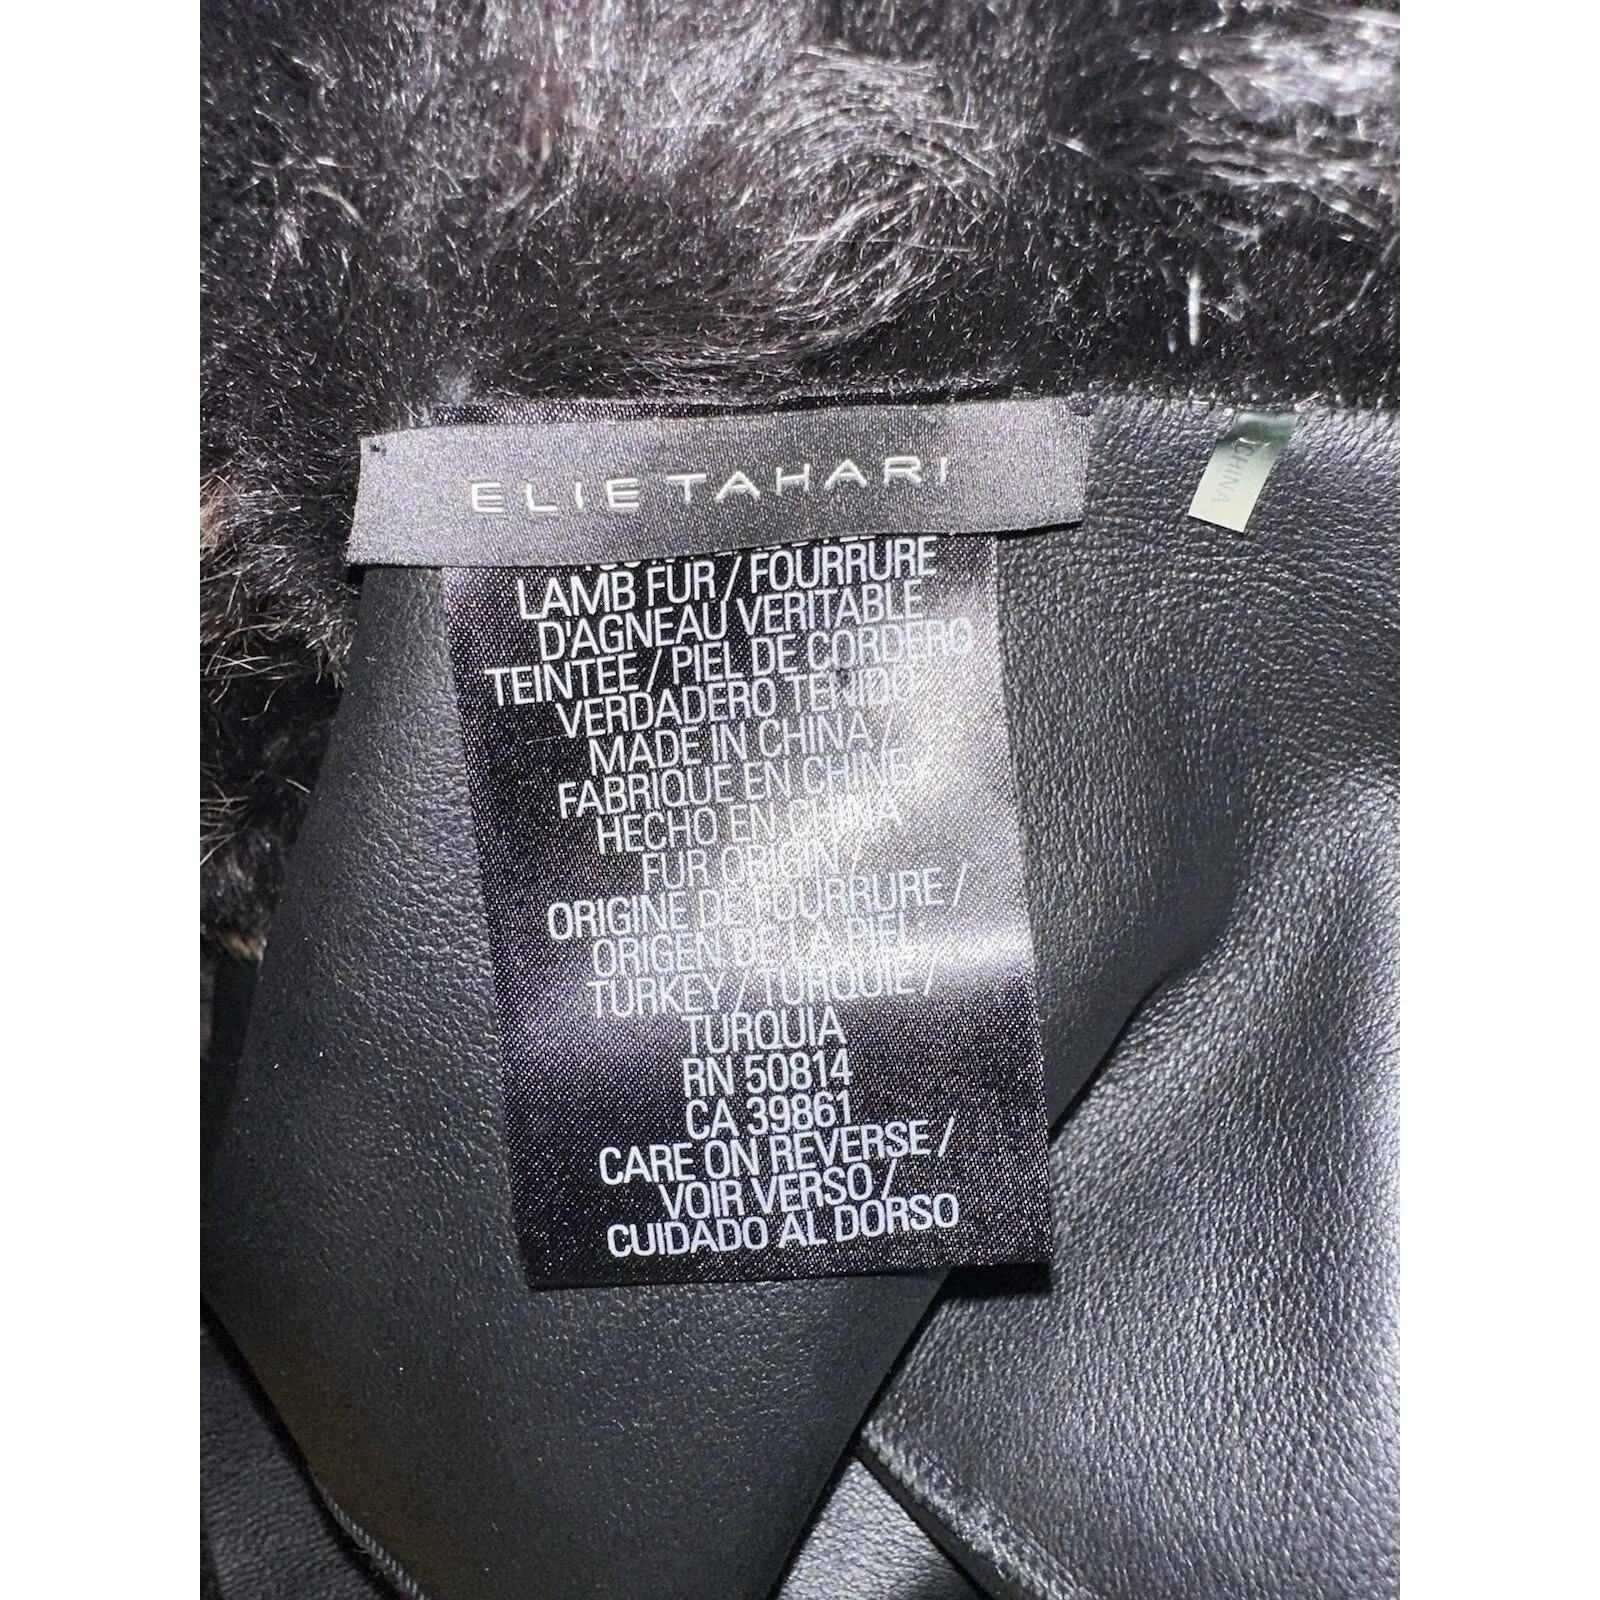 ELIE TAHARI
CHINA
LAMB FUR / FOURRURE
D'AGNEAU VERITABLE
TEINTEE / PIEL DE CORDERO
VERDADERO TENIDO
MADE IN CHINA /
FABRIQUE EN CHINE /
HECHO EN CHINA
FUR ORIGIN /
ORIGINE DE FOURRURE /
ORIGEN DE LA PIEL
TURKEY / TURQUIE /
TURQUIA
RN 50814
CA 39861
CARE ON REVERSE /
VOIR VERSO /
CUIDADO AL DORSO